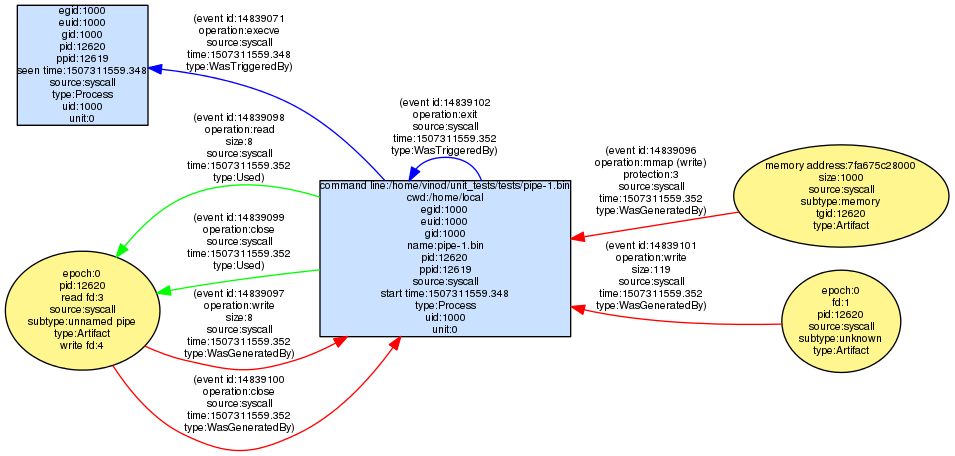 egid:1000
euid:1000
gid:1000
pid:12620
ppid:12619
seen time:1507311559.348
source:syscall
type:Process
uid:1000
unit:0
(event id:14839071
operation:execve
source:syscall
time:1507311559.348
type:WasTriggeredBy)
(event id:14839098
operation:read
size:8
source:syscall
time:1507311559.352
type:Used)
(event id:14839102
operation:exit
source:syscall
time:1507311559.352
type:WasTriggeredBy)
(event id:14839096
operation:mmap (write)
protection:3
source:syscall
time:1507311559.352
type:WasGeneratedBy)
memory address:7fa675c28000
size:1000
source:syscall
subtype:memory
tgid:12620
type:Artifact
command line:/home/vinod/unit_tests/tests/pipe-1.bin
cwd:/home/local
egid:1000
euid:1000
gid:1000
name:pipe-1.bin
pid:12620
ppid:12619
source:syscall
start time:1507311559.348
type:Process
uid:1000
unit:0
(event id:14839099
operation:close
source:syscall
time:1507311559.352
type:Used)
(event id:14839101
operation:write
size:119
source:syscall
time:1507311559.352
type:WasGeneratedBy)
epoch:0
pid:12620
read fd:3
source:syscall
subtype:unnamed pipe
type:Artifact
write fd:4
(event id:14839097
operation:write
size:8
source:syscall
time:1507311559.352
type:WasGeneratedBy)
epoch:0
fd:1
pid:12620
source:syscall
subtype:unknown
type:Artifact
(event id:14839100
operation:close
source:syscall
time:1507311559.352
type:WasGeneratedBy)